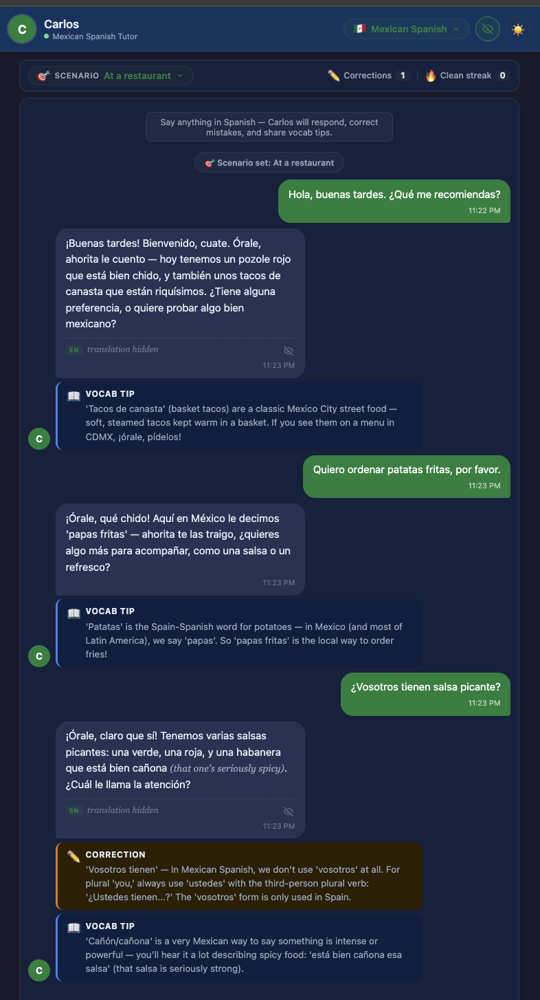 C
Carlos
Mexican Spanish Tutor
Mexican Spanish
SCENARIO At a restaurant
Corrections 1
Clean streak 0
Say anything in Spanish — Carlos will respond, correct
mistakes, and share vocab tips.
Scenario set: At a restaurant
Hola, buenas tardes. ¿Qué me recomiendas?
11:22 PM
¡Buenas tardes! Bienvenido, cuate. Órale,
ahorita le cuento — hoy tenemos un pozole rojo
que está bien chido, y también unos tacos de
canasta que están riquísimos. ¿Tiene alguna
preferencia, o quiere probar algo bien
mexicano?
EN translation hidden
11:23 PM
VOCAB TIP
'Tacos de canasta' (basket tacos) are a classic Mexico City street food —
soft, steamed tacos kept warm in a basket. If you see them on a menu in
CDMX, ¡órale, pídelos!
C
Quiero ordenar patatas fritas, por favor.
11:23 PM
¡Órale, qué chido! Aquí en México le decimos
'papas fritas' — ahorita te las traigo, ¿quieres
algo más para acompañar, como una salsa o un
refresco?
11:23 PM
VOCAB TIP
'Patatas' is the Spain-Spanish word for potatoes — in Mexico (and most of
Latin America), we say 'papas'. So 'papas fritas' is the local way to order
fries!
C
¿Vosotros tienen salsa picante?
11:23 PM
¡Órale, claro que sí! Tenemos varias salsas
picantes: una verde, una roja, y una habanera
que está bien cañona (that one's seriously spicy).
¿Cuál le llama la atención?
EN translation hidden
11:23 PM
CORRECTION
'Vosotros tienen' — In Mexican Spanish, we don't use 'vosotros' at all. For
plural 'you,' always use 'ustedes' with the third-person plural verb:
'¿Ustedes tienen...?' The 'vosotros' form is only used in Spain.
VOCAB TIP
'Cañón/cañona' is a very Mexican way to say something is intense or
powerful — you'll hear it a lot describing spicy food: 'está bien cañona esa
salsa' (that salsa is seriously strong).
C